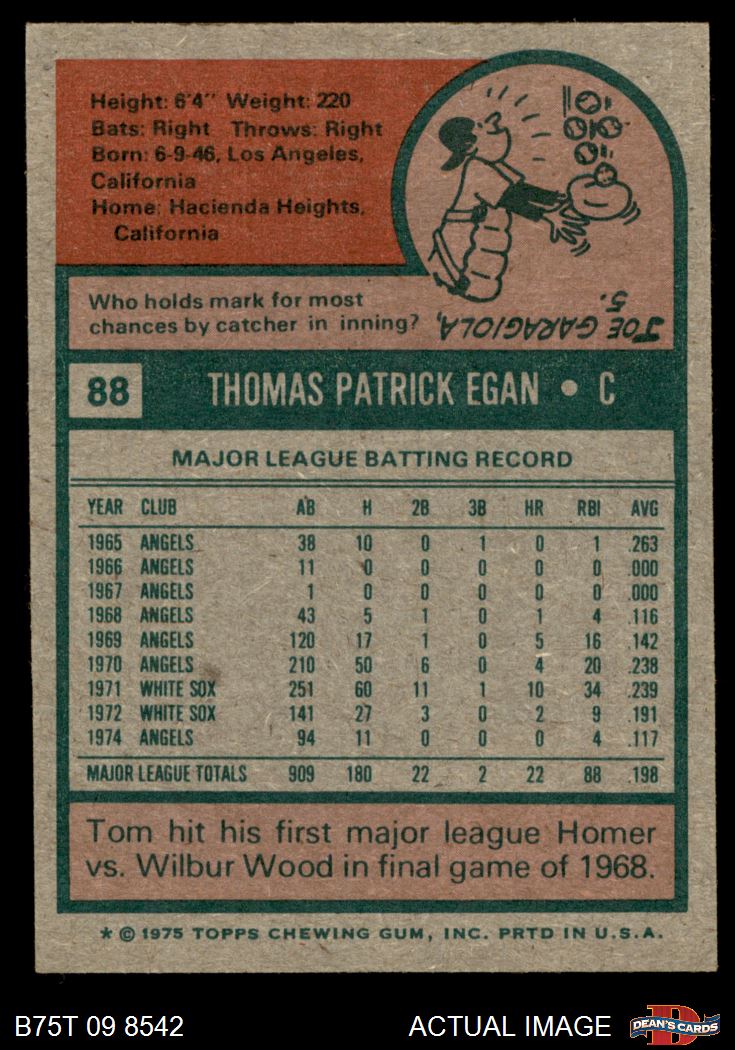 Height: 6'4" Weight: 220
Bats: Right Throws: Right
Born: 6-9-46, Los Angeles,
California
Home: Hacienda Heights,
California
Who holds mark for most
chances by catcher in inning?
JOE GARAGIOLA,
5.
88 THOMAS PATRICK EGAN • C
MAJOR LEAGUE BATTING RECORD
YEAR CLUB AB H 2B 3B HR RBI AVG
1965 ANGELS 38 10 0 1 0 1 .263
1966 ANGELS 11 0 0 0 0 0 .000
1967 ANGELS 1 0 0 0 0 0 .000
1968 ANGELS 43 5 1 0 1 4 .116
1969 ANGELS 120 17 1 0 5 16 .142
1970 ANGELS 210 50 6 0 4 20 .238
1971 WHITE SOX 251 60 11 1 10 34 .239
1972 WHITE SOX 141 27 3 0 2 9 .191
1974 ANGELS 94 11 0 0 0 4 .117
MAJOR LEAGUE TOTALS 909 180 22 2 22 88 .198
Tom hit his first major league Homer
vs. Wilbur Wood in final game of 1968.
* © 1975 TOPPS CHEWING GUM, INC. PRTD IN U.S.A.
B75T 09 8542 ACTUAL IMAGE DEAN'S CARDS